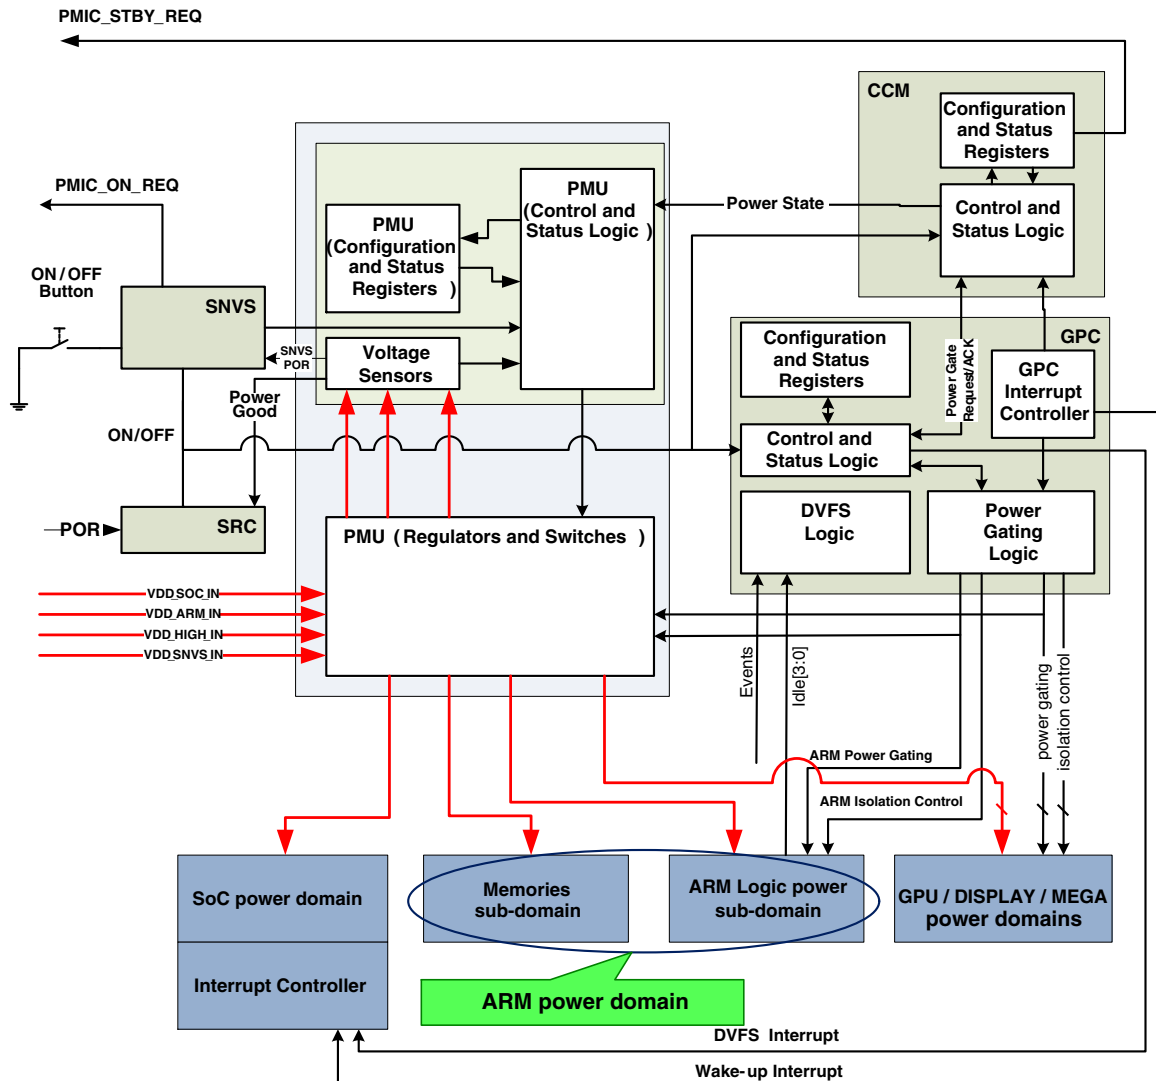 PMIC_STBY_REQ
CCM
Configuration
and Status
Registers
Control and
Status Logic
PMIC_ON_REQ
ON/OFF
Button
SNVS
PMU
(Control and
Status Logic )
PMU
(Configuration
and Status
Registers )
Power State
SNVS
POR
Voltage
Sensors
Power
Good
ON/OFF
POR
SRC
GPC
Configuration
and Status
Registers
Power Gate
Request/ACK
GPC
Interrupt
Controller
Control and
Status Logic
DVFS
Logic
Power
Gating
Logic
PMU ( Regulators and Switches )
VDD_SOC_IN
VDD_ARM_IN
VDD_HIGH_IN
VDD_SNVS_IN
Events
Idle[3:0]
power gating
isolation control
ARM Power Gating
ARM Isolation Control
SoC power domain
Interrupt Controller
Memories
sub-domain
ARM Logic power
sub-domain
GPU / DISPLAY / MEGA
power domains
ARM power domain
DVFS Interrupt
Wake-up Interrupt